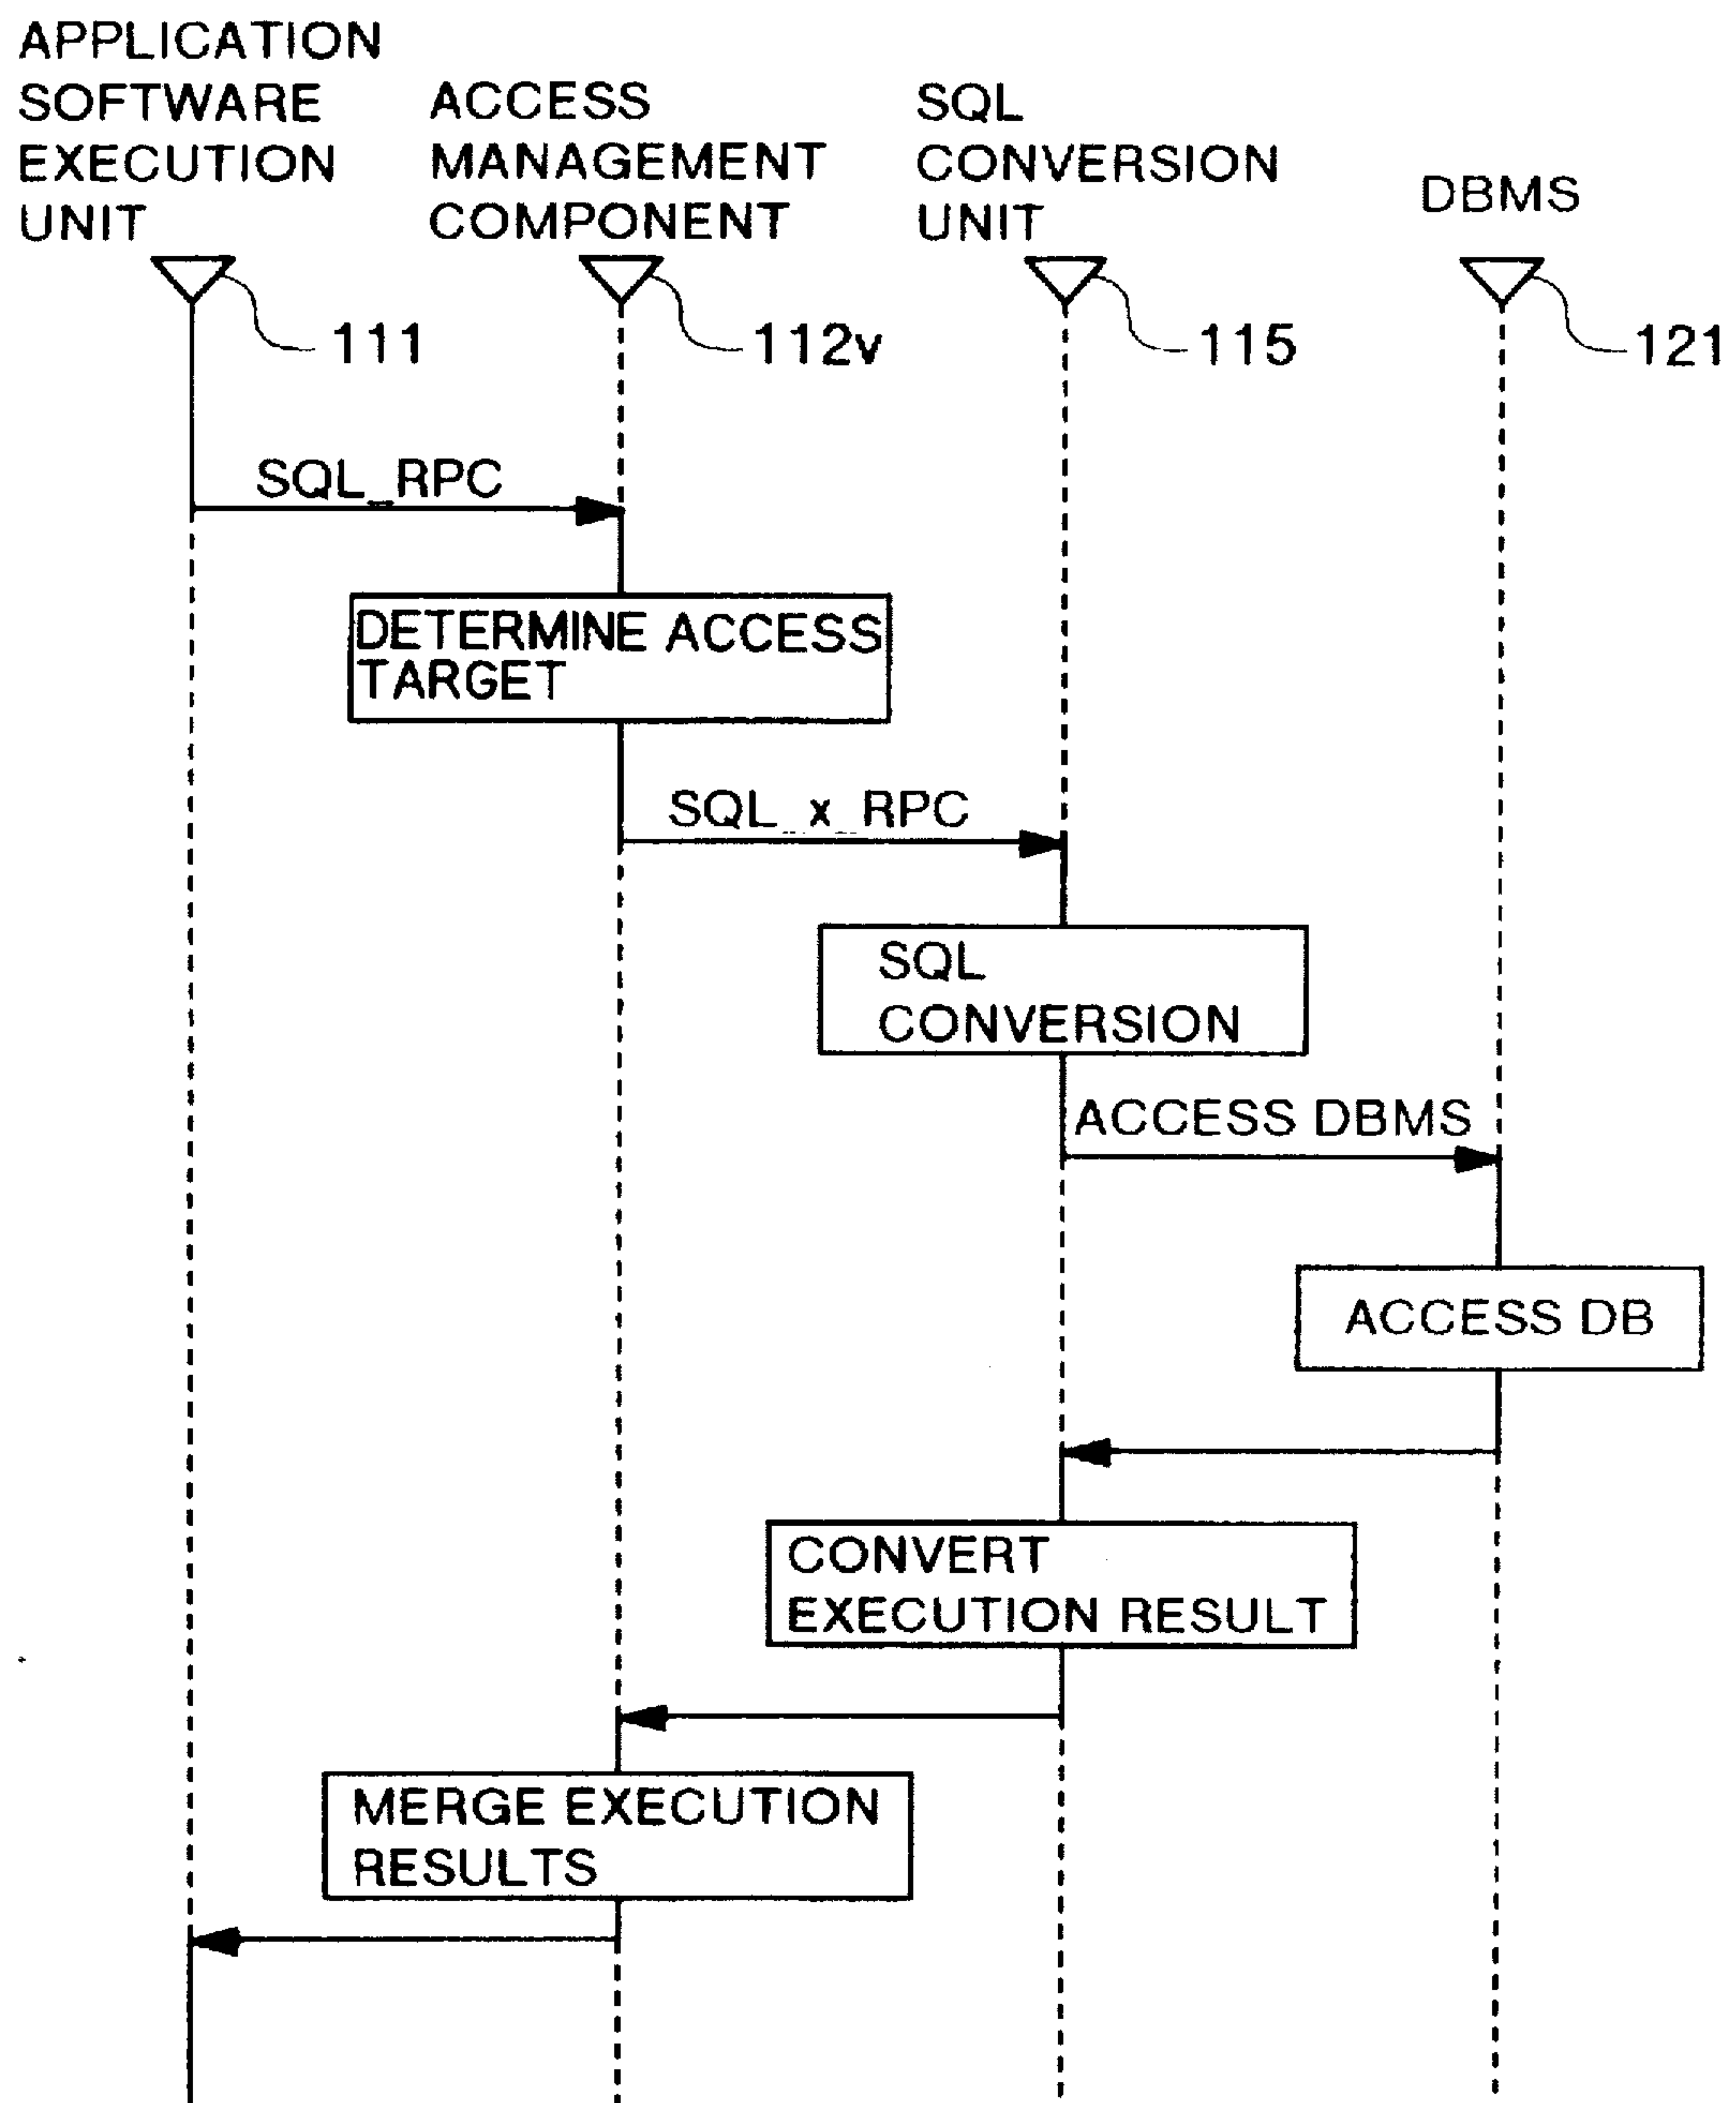 APPLICATION
SOFTWARE
EXECUTION
UNIT
ACCESS
MANAGEMENT
COMPONENT
SQL
CONVERSION
UNIT
DBMS
111
112v
115
121
SQL_RPC
DETERMINE ACCESS
TARGET
SQL_x_RPC
SQL
CONVERSION
ACCESS DBMS
ACCESS DB
CONVERT
EXECUTION RESULT
MERGE EXECUTION
RESULTS